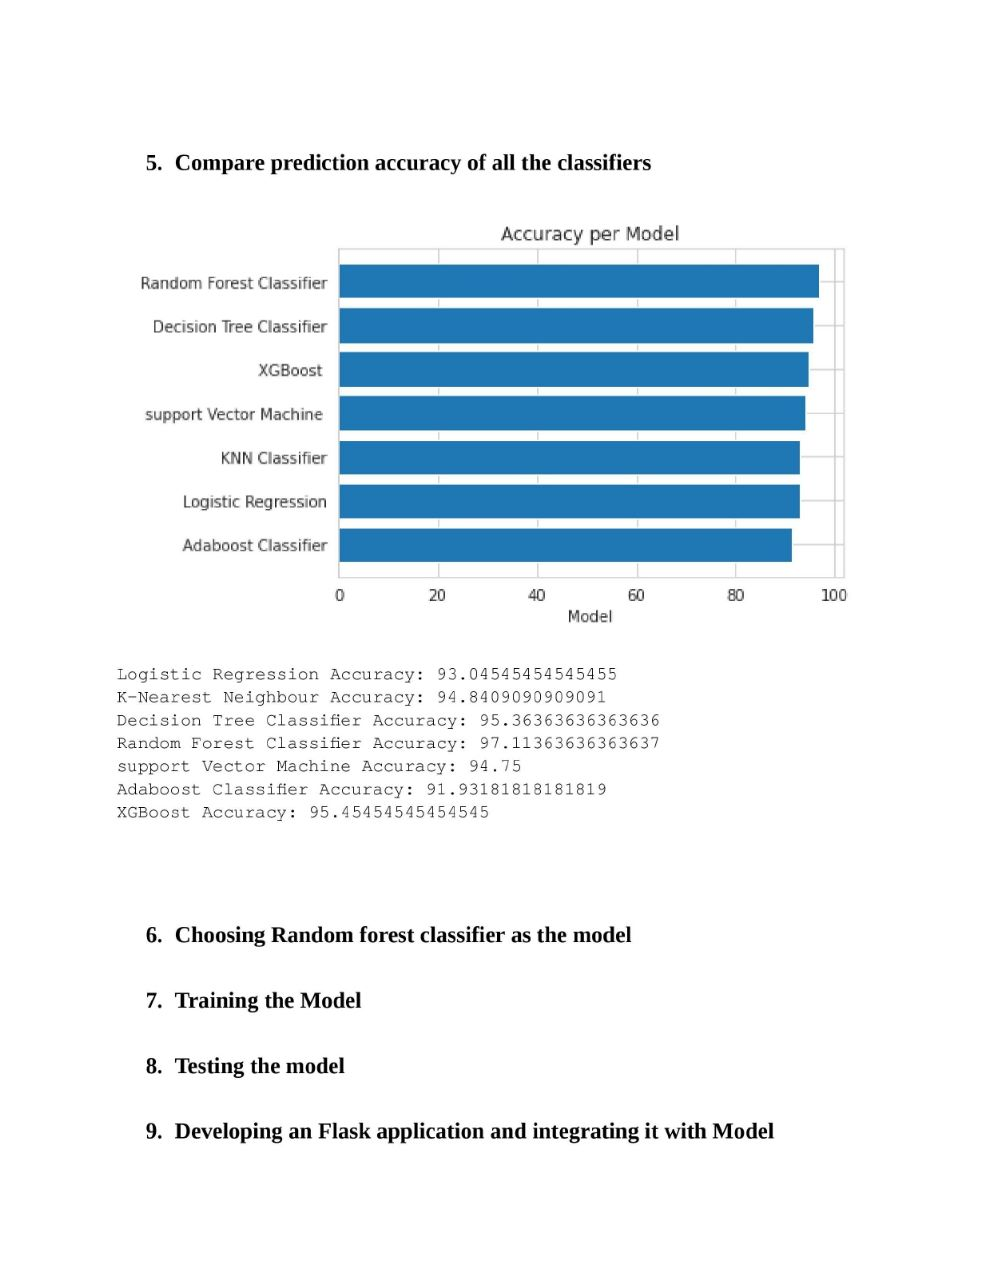 5. Compare prediction accuracy of all the classifiers
Accuracy per Model
Random Forest Classifier
Decision Tree Classifier
XGBoost
support Vector Machine
KNN Classifier
Logistic Regression
Adaboost Classifier
0 20 40 60 80 100
Model
Logistic Regression Accuracy: 93.04545454545455
K-Nearest Neighbour Accuracy: 94.8409090909091
Decision Tree Classifier Accuracy: 95.36363636363636
Random Forest Classifier Accuracy: 97.11363636363637
support Vector Machine Accuracy: 94.75
Adaboost Classifier Accuracy: 91.93181818181819
XGBoost Accuracy: 95.45454545454545
6. Choosing Random forest classifier as the model
7. Training the Model
8. Testing the model
9. Developing an Flask application and integrating it with Model